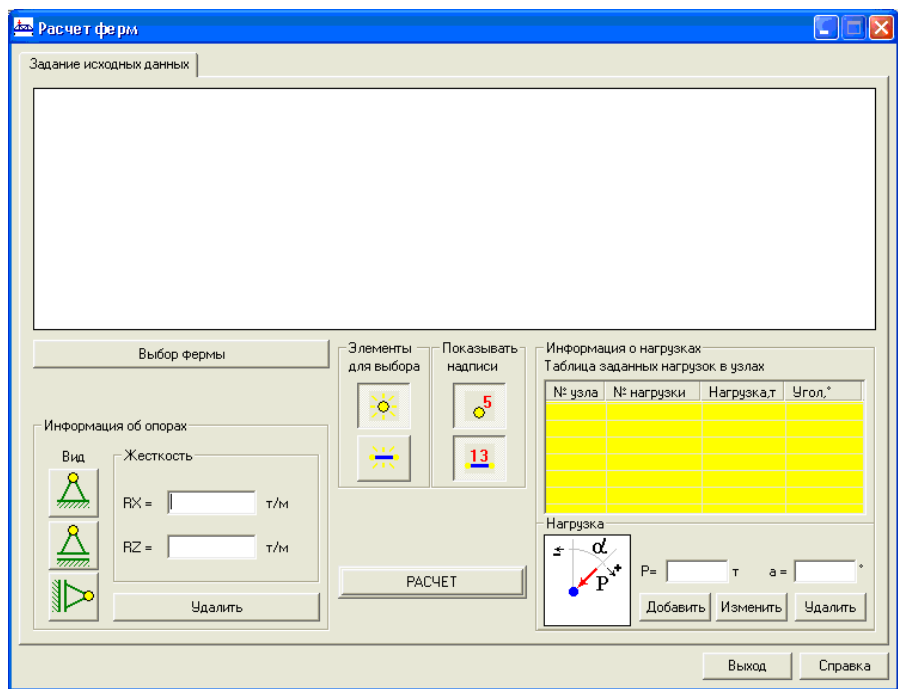 Расчет ферм
Задание исходных данных
Выбор фермы
Элементы
для выбора
Показывать
надписи
5
13
Информация о нагрузках
Таблица заданных нагрузок в узлах
№ узла № нагрузки Нагрузка,т Угол,°
Информация об опорах
Вид
Жесткость
RX = т/м
RZ = т/м
Удалить
РАСЧЕТ
Нагрузка
± α
P +
P= т a = °
Добавить Изменить Удалить
Выход Справка